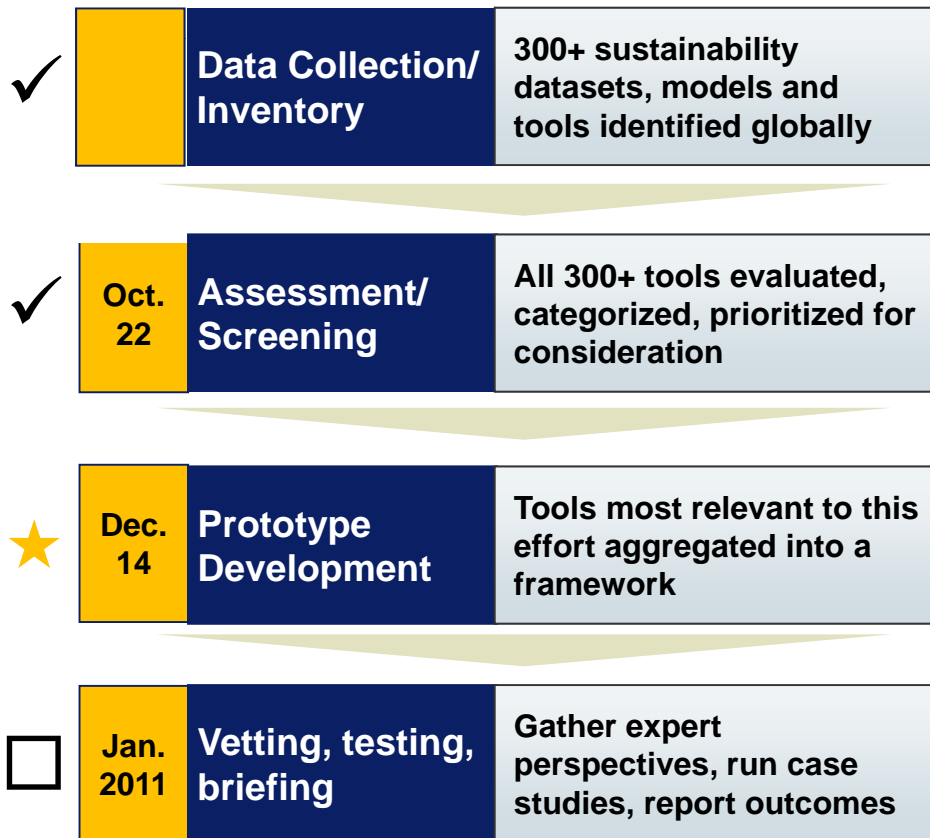 Data Collection/
Inventory
300+ sustainability
datasets, models and
tools identified globally
Oct.
22
Assessment/
Screening
All 300+ tools evaluated,
categorized, prioritized for
consideration
Dec.
14
Prototype
Development
Tools most relevant to this
effort aggregated into a
framework
Jan.
2011
Vetting, testing,
briefing
Gather expert
perspectives, run case
studies, report outcomes